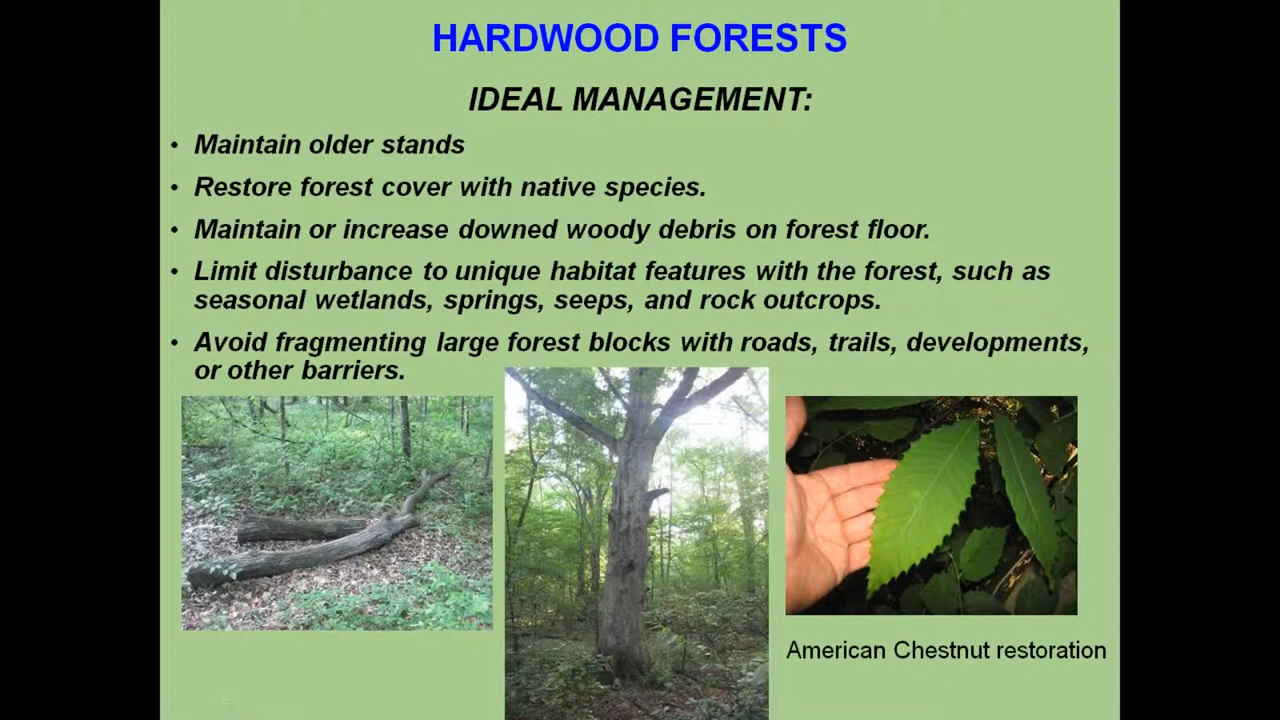 HARDWOOD FORESTS
IDEAL MANAGEMENT:
• Maintain older stands
• Restore forest cover with native species.
• Maintain or increase downed woody debris on forest floor.
• Limit disturbance to unique habitat features with the forest, such as
seasonal wetlands, springs, seeps, and rock outcrops.
• Avoid fragmenting large forest blocks with roads, trails, developments,
or other barriers.
American Chestnut restoration